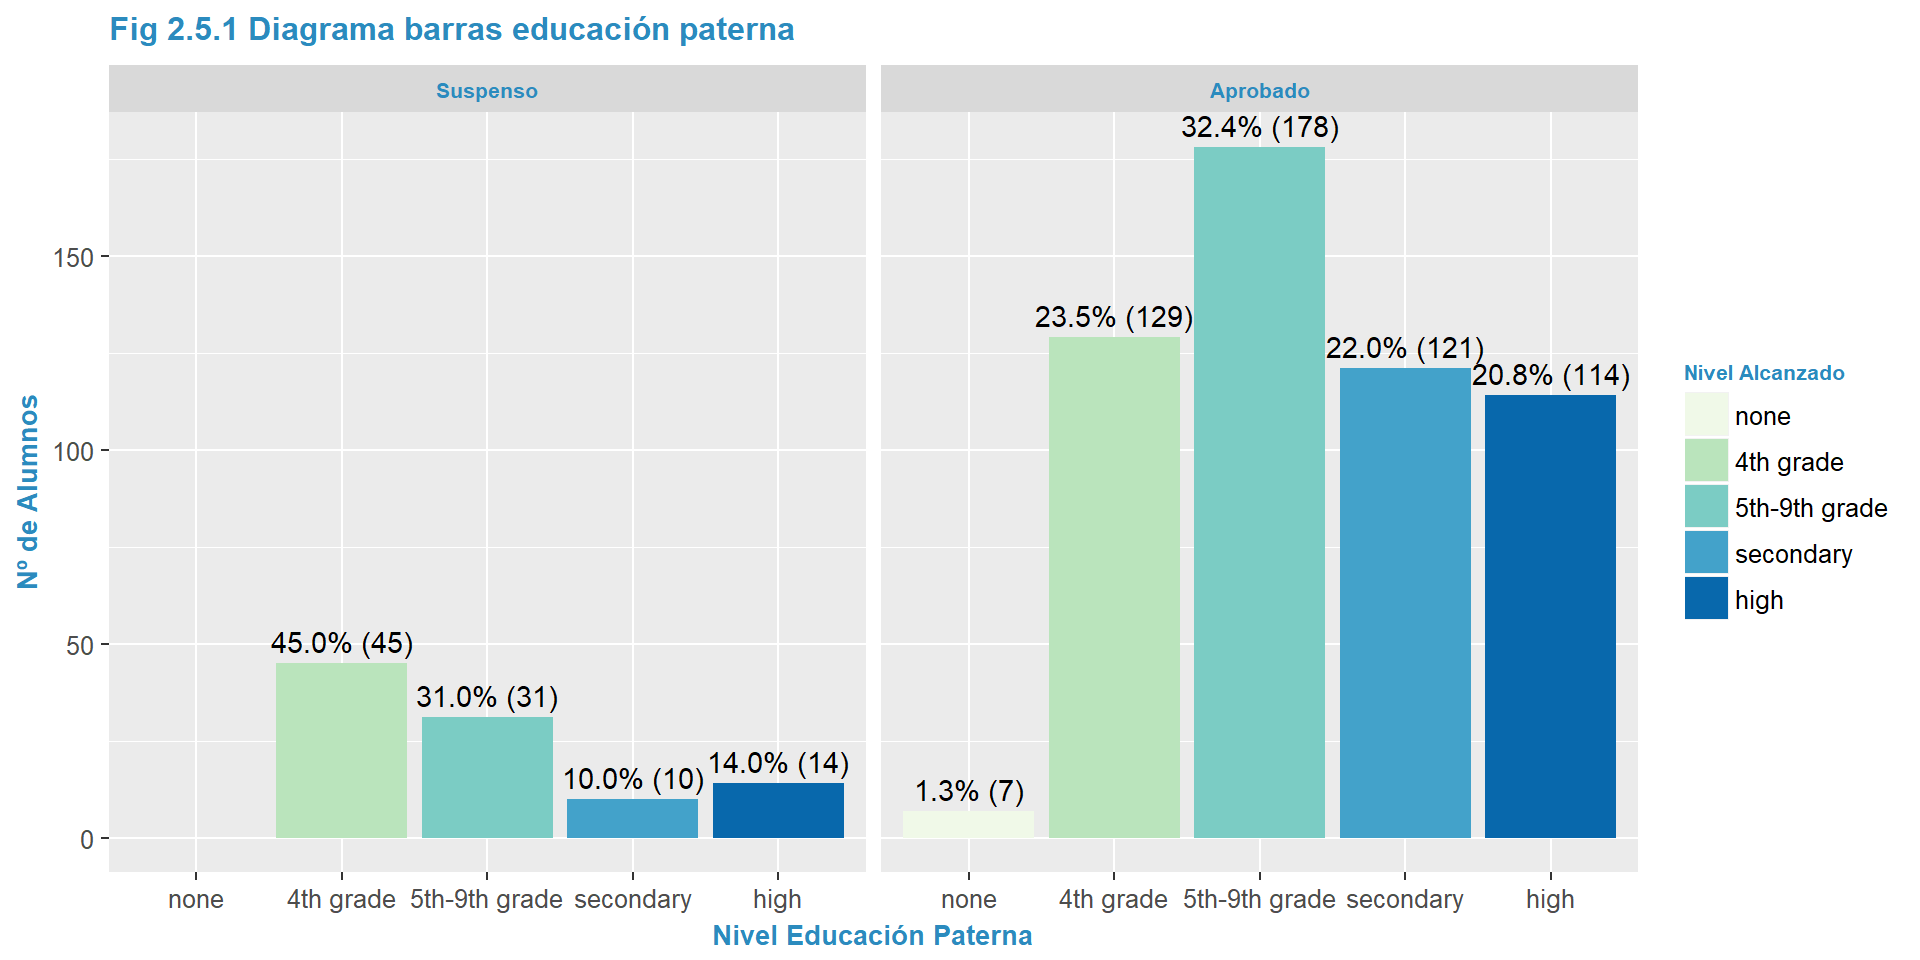 Fig 2.5.1 Diagrama barras educación paterna
Suspenso
Aprobado
Nº de Alumnos
150
100
50
0
45.0% (45)
31.0% (31)
10.0% (10)
14.0% (14)
1.3% (7)
23.5% (129)
32.4% (178)
22.0% (121)
20.8% (114)
none
4th grade
5th-9th grade
secondary
high
none
4th grade
5th-9th grade
secondary
high
Nivel Educación Paterna
Nivel Alcanzado
none
4th grade
5th-9th grade
secondary
high